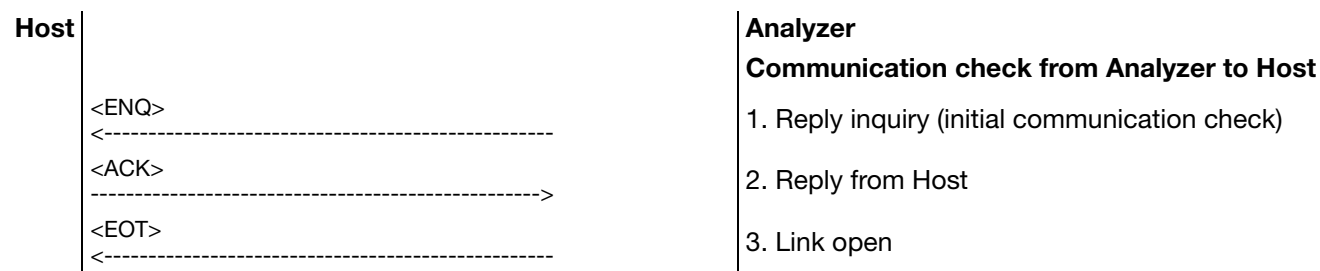 Host
Analyzer
Communication check from Analyzer to Host
<ENQ>
<---------------------------------------------------
1. Reply inquiry (initial communication check)
<ACK>
--------------------------------------------------->
2. Reply from Host
<EOT>
<---------------------------------------------------
3. Link open